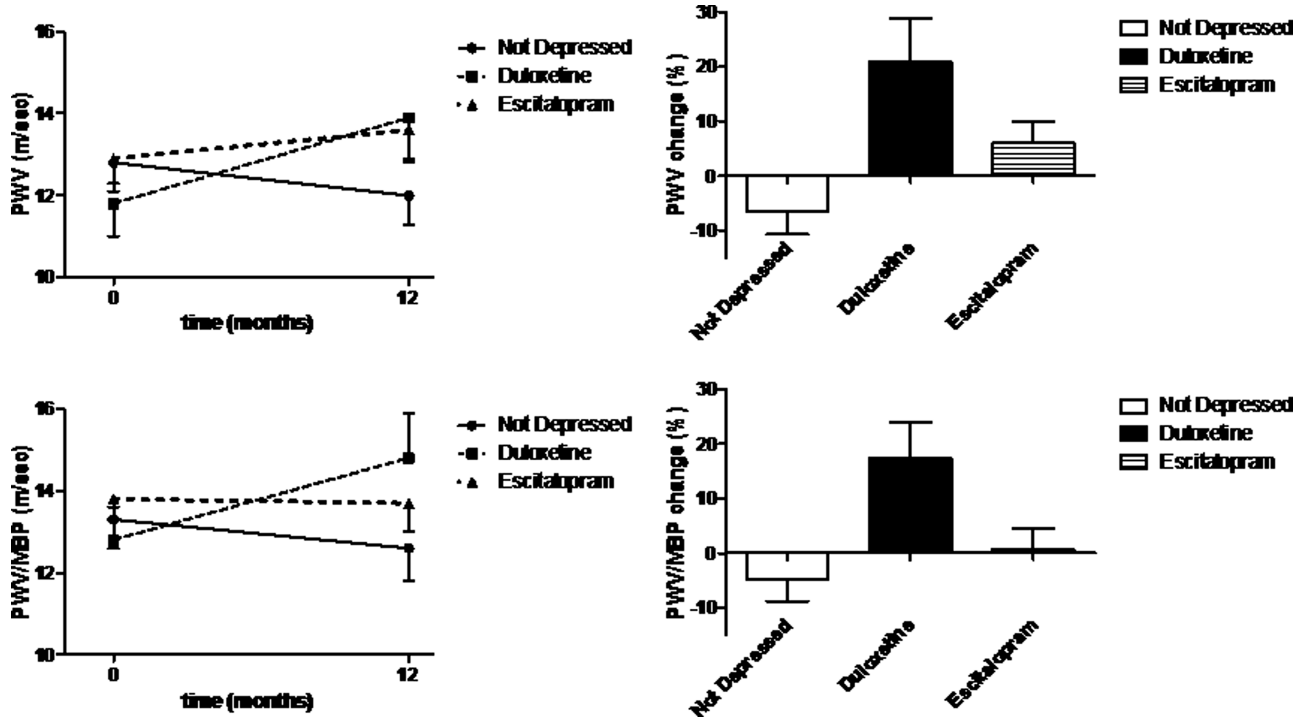 16
14
12
10
PWV (m/sec)
0
12
time (months)
Not Depressed
Duloxetine
Escitalopram
30
20
10
0
-10
PWV change (%)
Not Depressed
Duloxetine
Escitalopram
Not Depressed
Duloxetine
Escitalopram
16
14
12
10
PWV/MBP (m/sec)
0
12
time (months)
Not Depressed
Duloxetine
Escitalopram
30
20
10
0
-10
PWV/MBP change (%)
Not Depressed
Duloxetine
Escitalopram
Not Depressed
Duloxetine
Escitalopram